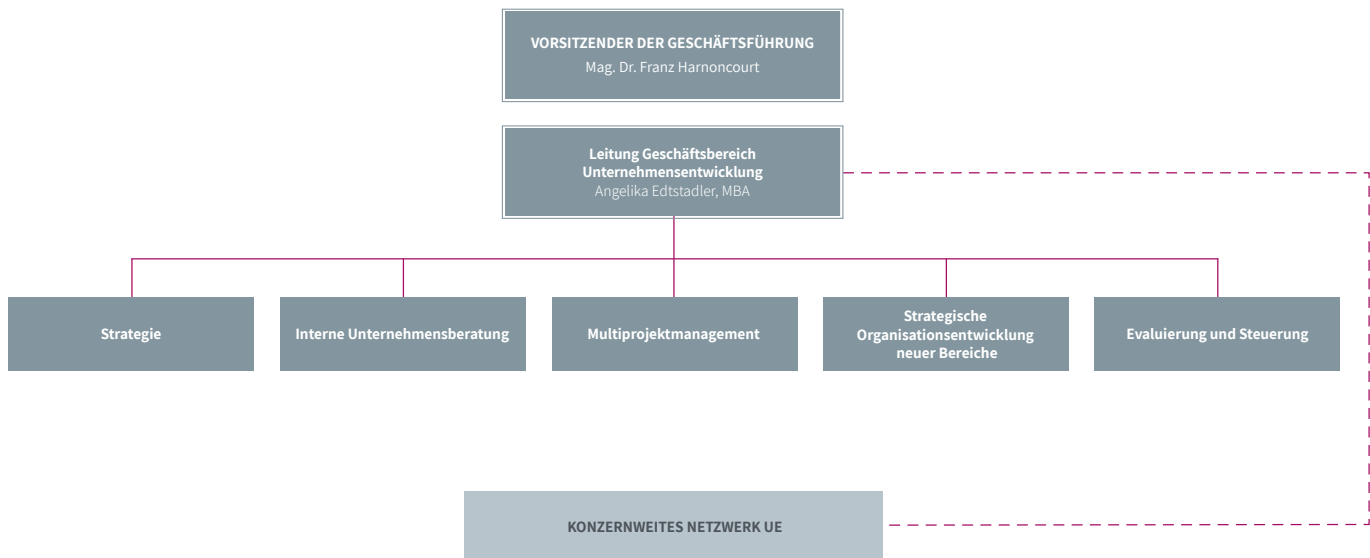 VORSITZENDER DER GESCHÄFTSFÜHRUNG
Mag. Dr. Franz Harnoncourt
Leitung Geschäftsbereich
Unternehmensentwicklung
Angelika Edtstadler, MBA
Strategie
Interne Unternehmensberatung
Multiprojektmanagement
Strategische
Organisationsentwicklung
neuer Bereiche
Evaluierung und Steuerung
KONZERNWEITES NETZWERK UE